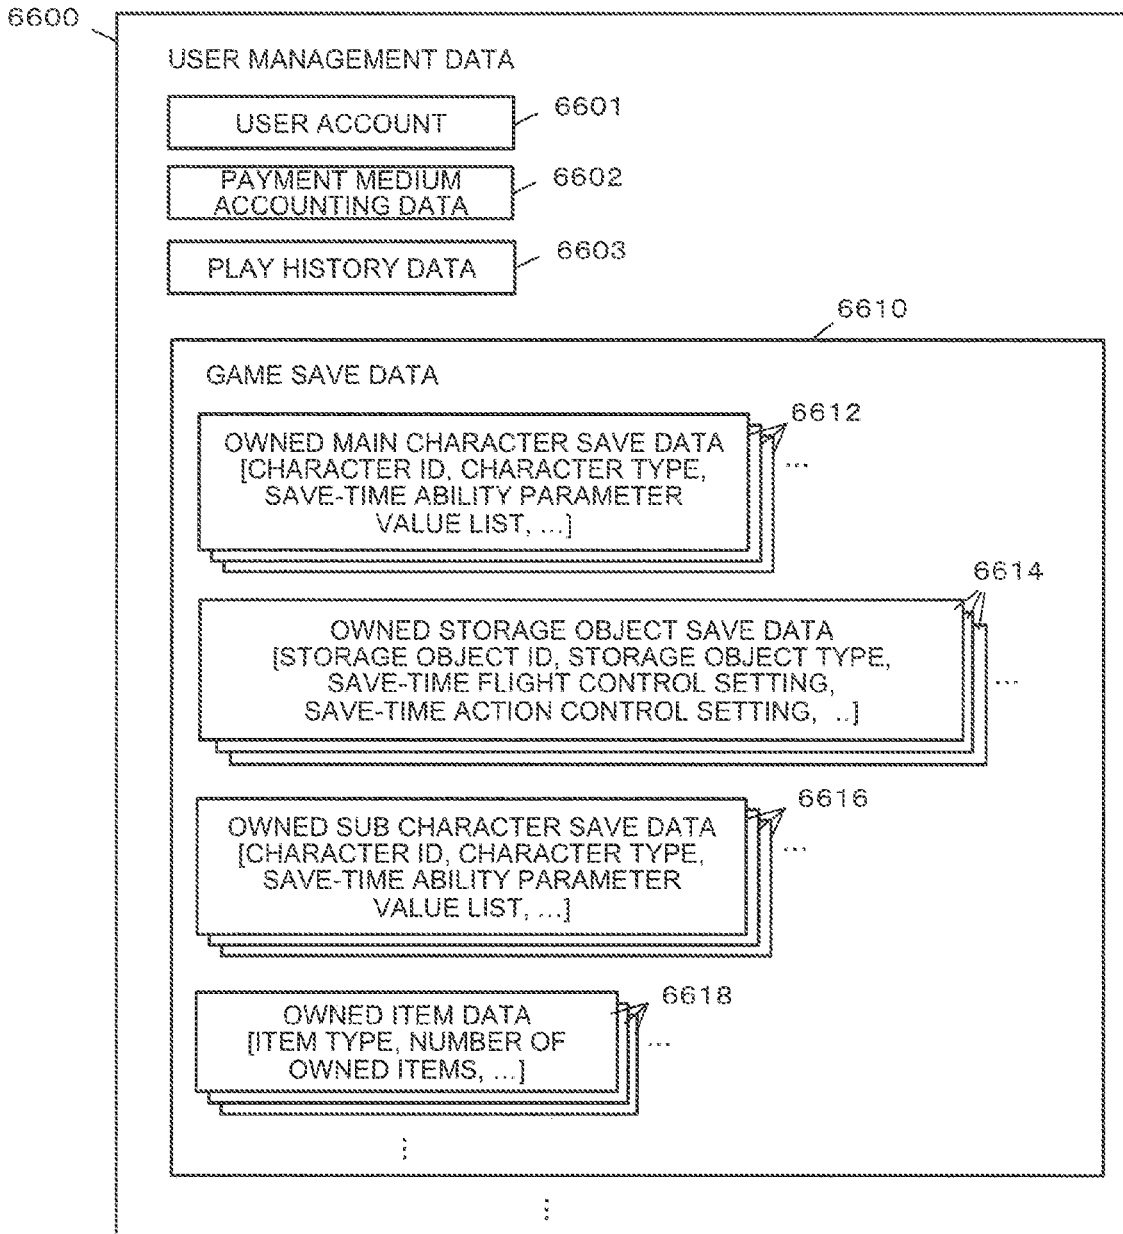 6600
USER MANAGEMENT DATA
USER ACCOUNT
6601
PAYMENT MEDIUM
ACCOUNTING DATA
6602
PLAY HISTORY DATA
6603
6610
GAME SAVE DATA
6612
OWNED MAIN CHARACTER SAVE DATA
[CHARACTER ID, CHARACTER TYPE,
SAVE-TIME ABILITY PARAMETER
VALUE LIST, ...]
...
6614
OWNED STORAGE OBJECT SAVE DATA
[STORAGE OBJECT ID, STORAGE OBJECT TYPE,
SAVE-TIME FLIGHT CONTROL SETTING,
SAVE-TIME ACTION CONTROL SETTING, ...]
...
6616
OWNED SUB CHARACTER SAVE DATA
[CHARACTER ID, CHARACTER TYPE,
SAVE-TIME ABILITY PARAMETER
VALUE LIST, ...]
...
6618
OWNED ITEM DATA
[ITEM TYPE, NUMBER OF
OWNED ITEMS, ...]
...
⋮
⋮